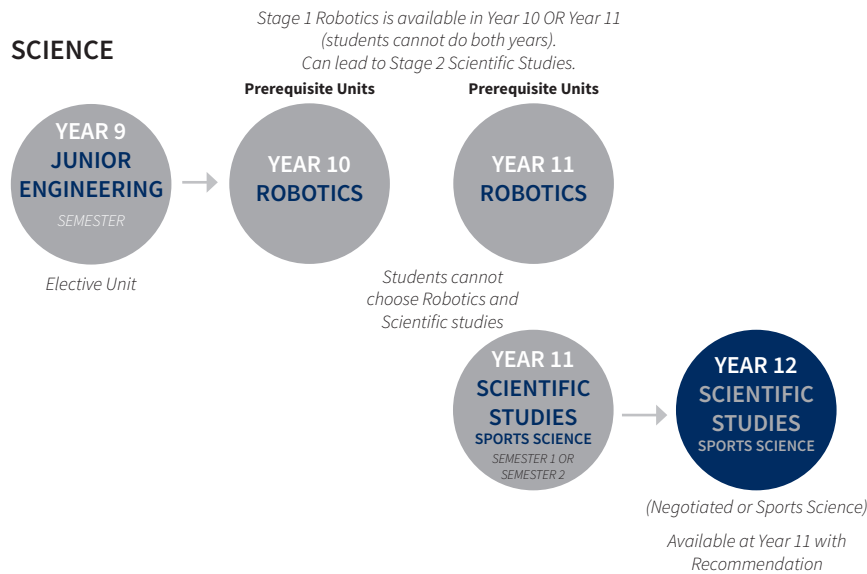 Stage 1 Robotics is available in Year 10 OR Year 11
(students cannot do both years).
Can lead to Stage 2 Scientific Studies.
SCIENCE
Prerequisite Units
Prerequisite Units
YEAR 9
JUNIOR
ENGINEERING
SEMESTER
Elective Unit
YEAR 10
ROBOTICS
YEAR 11
ROBOTICS
Students cannot
choose Robotics and
Scientific studies
YEAR 11
SCIENTIFIC
STUDIES
SPORTS SCIENCE
SEMESTER 1 OR
SEMESTER 2
YEAR 12
SCIENTIFIC
STUDIES
SPORTS SCIENCE
(Negotiated or Sports Science)
Available at Year 11 with
Recommendation